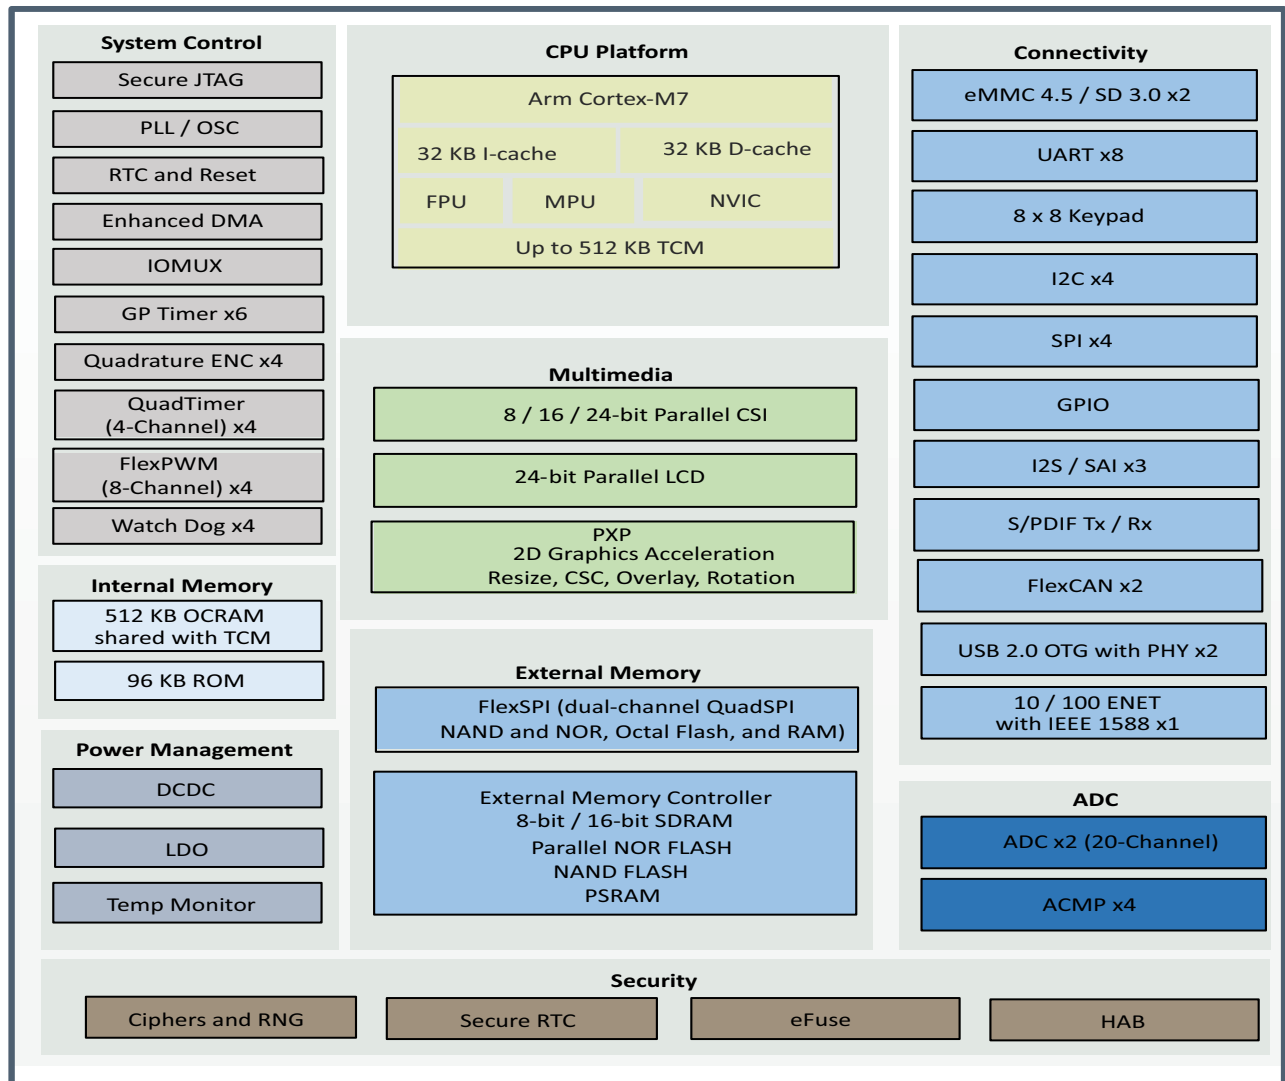 System Control
Secure JTAG
PLL / OSC
RTC and Reset
Enhanced DMA
IOMUX
GP Timer x6
Quadrature ENC x4
QuadTimer
(4-Channel) x4
FlexPWM
(8-Channel) x4
Watch Dog x4
Internal Memory
512 KB OCRAM
shared with TCM
96 KB ROM
Power Management
DCDC
LDO
Temp Monitor
CPU Platform
Arm Cortex-M7
32 KB I-cache
32 KB D-cache
FPU
MPU
NVIC
Up to 512 KB TCM
Multimedia
8 / 16 / 24-bit Parallel CSI
24-bit Parallel LCD
PXP
2D Graphics Acceleration
Resize, CSC, Overlay, Rotation
External Memory
FlexSPI (dual-channel QuadSPI
NAND and NOR, Octal Flash, and RAM)
External Memory Controller
8-bit / 16-bit SDRAM
Parallel NOR FLASH
NAND FLASH
PSRAM
Connectivity
eMMC 4.5 / SD 3.0 x2
UART x8
8 x 8 Keypad
I2C x4
SPI x4
GPIO
I2S / SAI x3
S/PDIF Tx / Rx
FlexCAN x2
USB 2.0 OTG with PHY x2
10 / 100 ENET
with IEEE 1588 x1
ADC
ADC x2 (20-Channel)
ACMP x4
Security
Ciphers and RNG
Secure RTC
eFuse
HAB